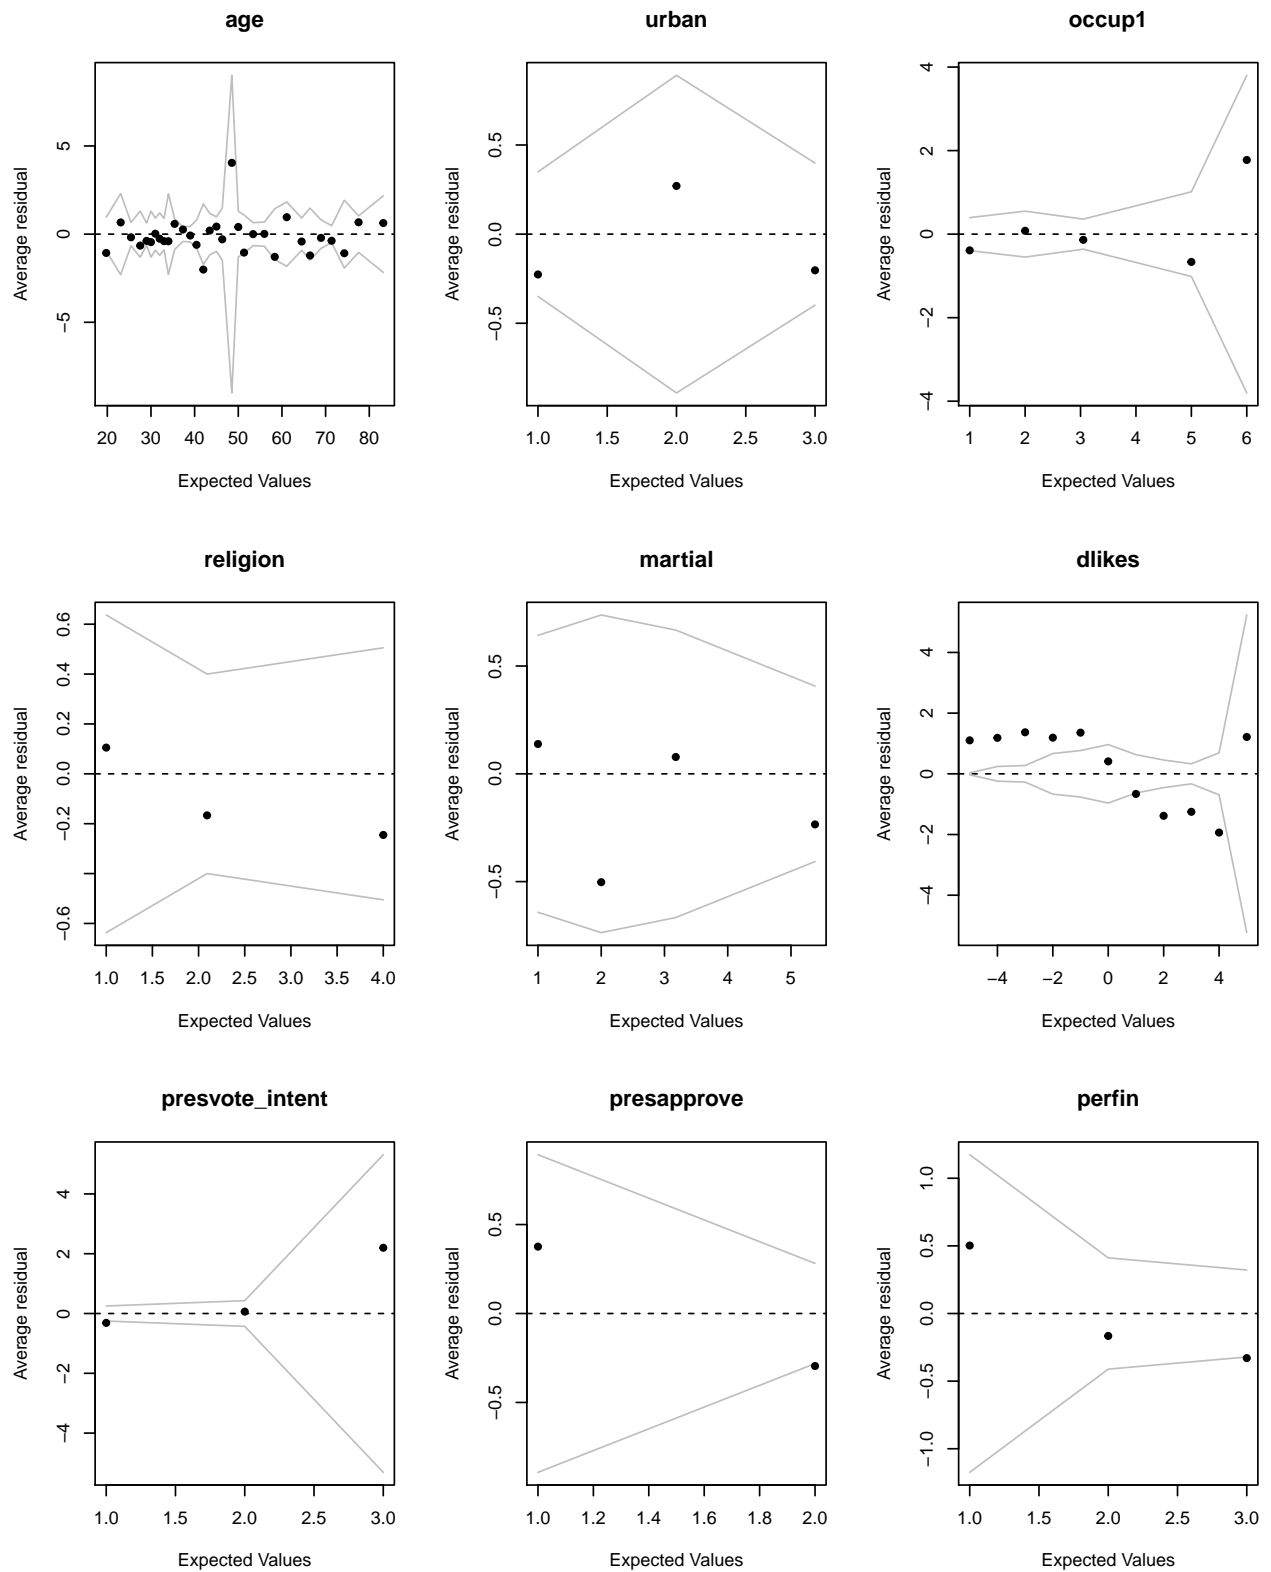 age
urban
occup1
Average residual
−5 0 5
20 30 40 50 60 70 80
Expected Values
Average residual
−0.5 0.0 0.5
1.0 1.5 2.0 2.5 3.0
Expected Values
Average residual
−4 −2 0 2 4
1 2 3 4 5 6
Expected Values
religion
martial
dlikes
Average residual
−0.6 −0.2 0.0 0.2 0.4 0.6
1.0 1.5 2.0 2.5 3.0 3.5 4.0
Expected Values
Average residual
−0.5 0.0 0.5
1 2 3 4 5
Expected Values
Average residual
−4 −2 0 2 4
−4 −2 0 2 4
Expected Values
presvote_intent
presapprove
perfin
Average residual
−4 −2 0 2 4
1.0 1.5 2.0 2.5 3.0
Expected Values
Average residual
−0.5 0.0 0.5
1.0 1.2 1.4 1.6 1.8 2.0
Expected Values
Average residual
−1.0 −0.5 0.0 0.5 1.0
1.0 1.5 2.0 2.5 3.0
Expected Values